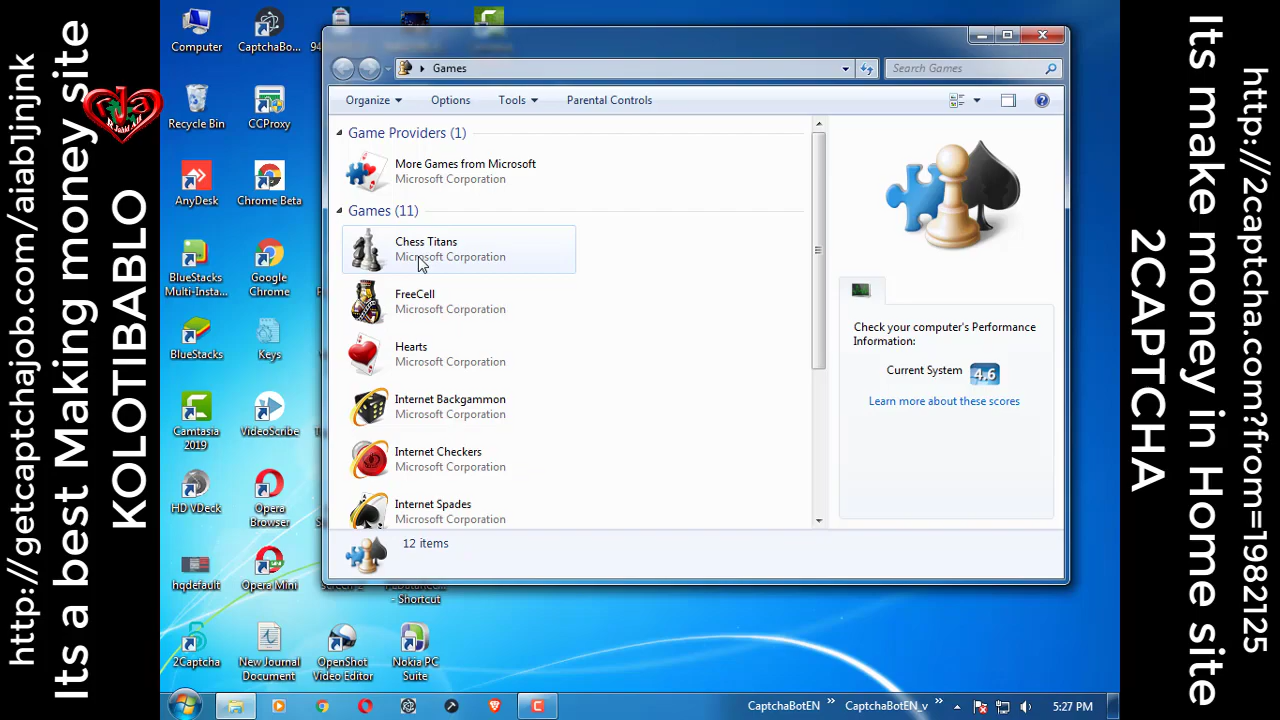 http://getcaptchajob.com/aiabljnjnk
Its a best Making money site
KOLOTIBABLO
Computer
CaptchaBo...
94
Recycle Bin
CCProxy
AnyDesk
Chrome Beta
BlueStacks
Multi-Insta...
Google
Chrome
BlueStacks
Keys
Camtasia
2019
VideoScribe
HD VDeck
Opera
Browser
hqdefault
Opera Mini
- Shortcut
2Captcha
New Journal
Document
OpenShot
Video Editor
Nokia PC
Suite
Games
Search Games
Organize
Options
Tools
Parental Controls
Game Providers (1)
More Games from Microsoft
Microsoft Corporation
Games (11)
Chess Titans
Microsoft Corporation
FreeCell
Microsoft Corporation
Hearts
Microsoft Corporation
Internet Backgammon
Microsoft Corporation
Internet Checkers
Microsoft Corporation
Internet Spades
Microsoft Corporation
Check your computer's Performance
Information:
Current System
4,6
Learn more about these scores
12 items
CaptchaBotEN
»
CaptchaBotEN_v
»
5:27 PM
http://2captcha.com?from=1982125
Its make money in Home site
2CAPTCHA